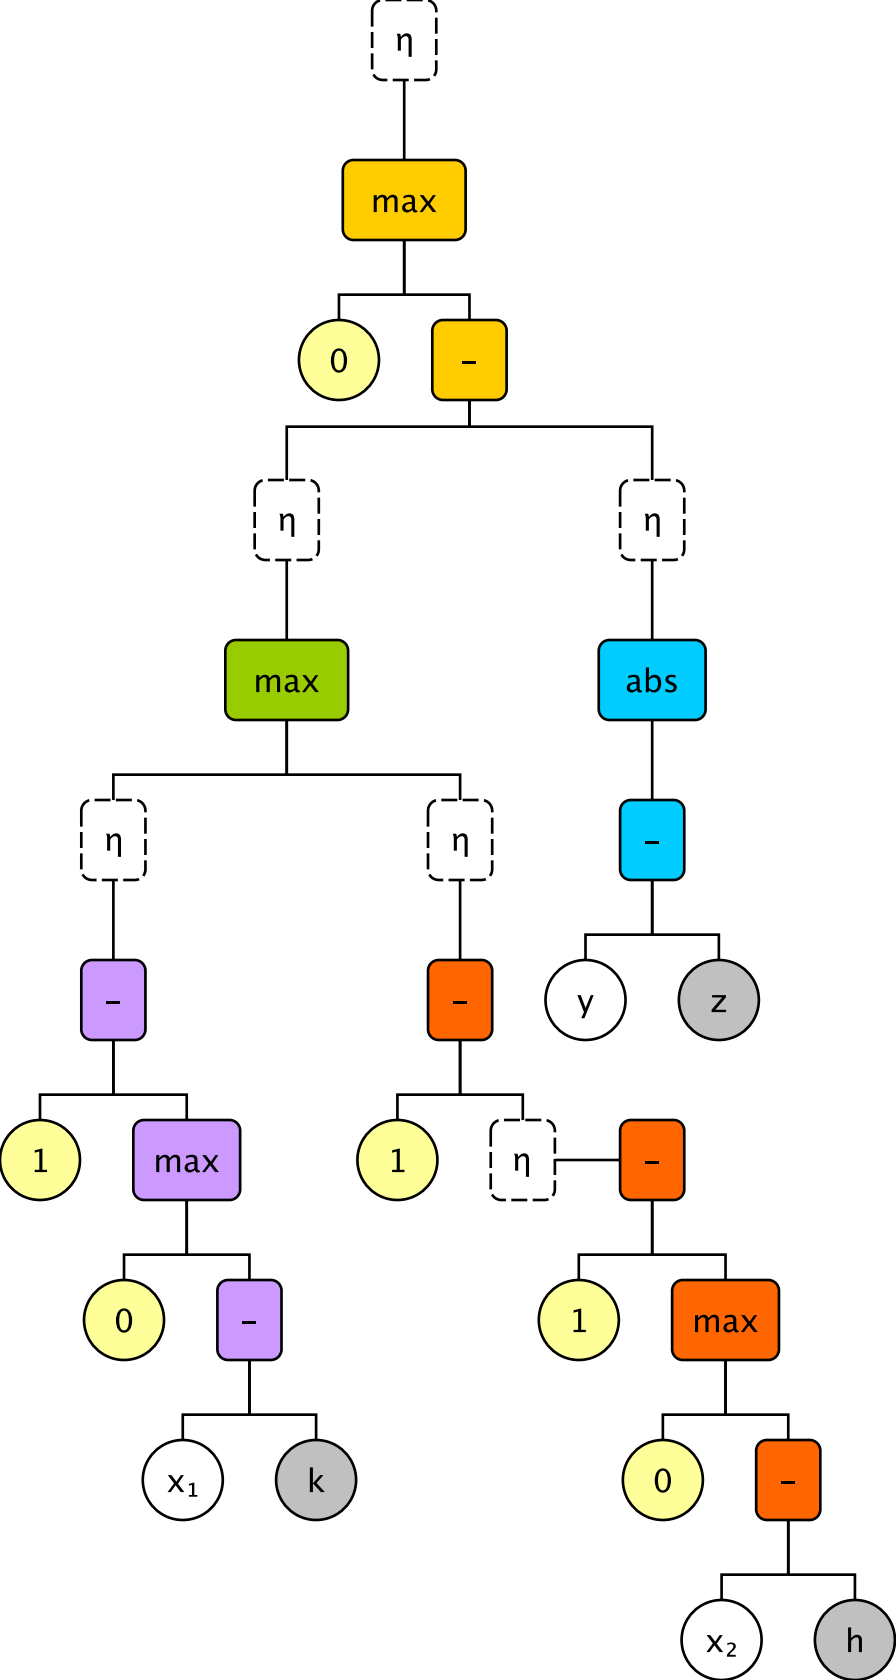 η
max
0 -
η η
max abs
η η -
- - y z
1 max 1 η -
0 - 1 max
x₁ k 0 -
x₂ h